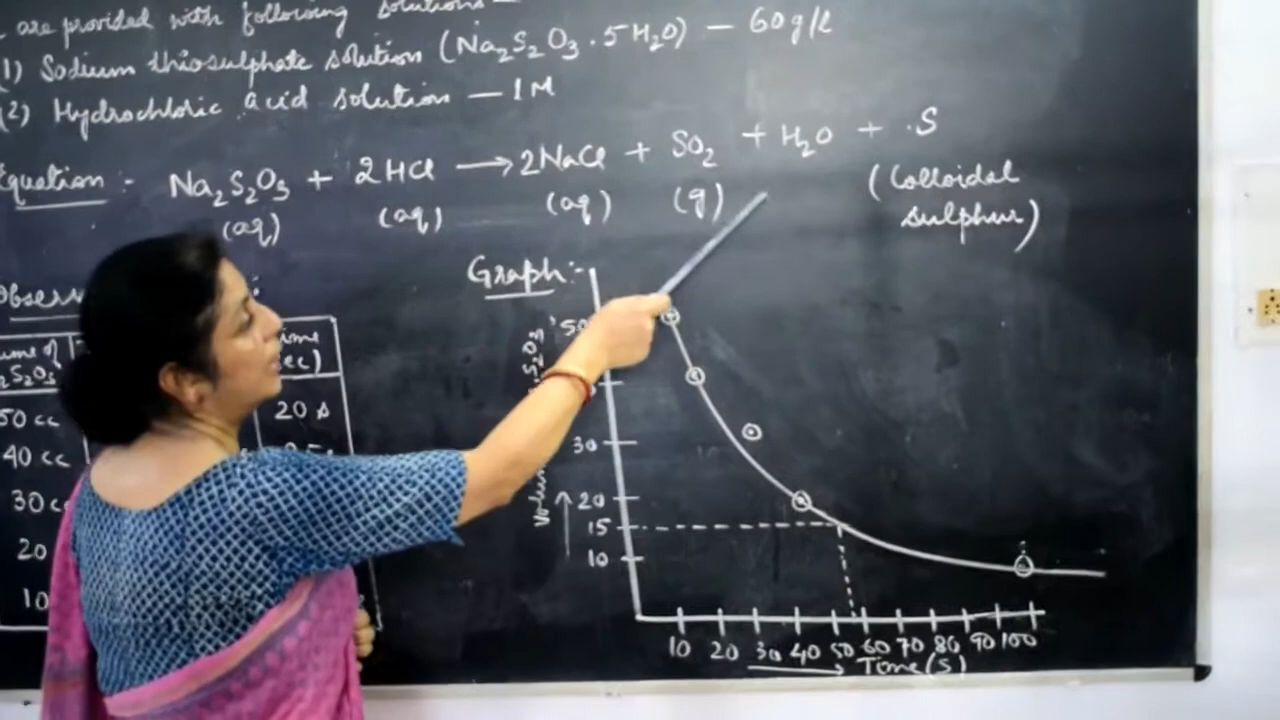 are provided with following solutions -
(1) Sodium thiosulphate solution (Na₂S₂O₃ . 5H₂O) — 60g/l
(2) Hydrochloric acid solution — 1M
Equation :- Na₂S₂O₃ + 2HCl → 2NaCl + SO₂ + H₂O + S
(aq) (aq) (aq) (g) (Colloidal
sulphur)
Graph:-
50 cc 20 s
40 cc
30 c
20
10
S₂O₃
50
30
20
15
10
10 20 30 40 50 60 70 80 90 100
→ Time(s)